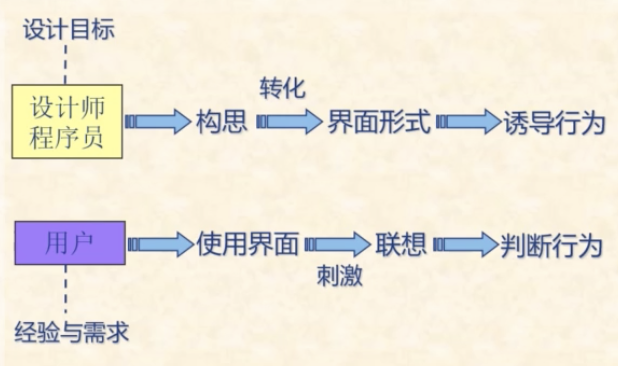 设计目标
设计师
程序员
构思
转化
界面形式
诱导行为
用户
使用界面
刺激
联想
判断行为
经验与需求